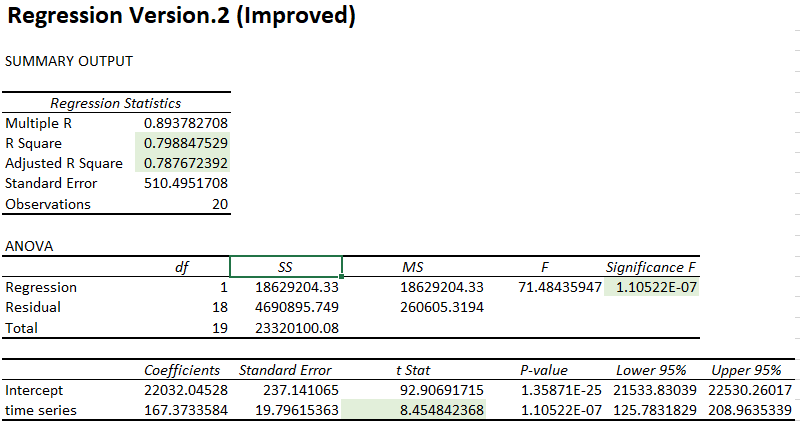 Regression Version.2 (Improved)
SUMMARY OUTPUT
Regression Statistics
Multiple R 0.893782708
R Square 0.798847529
Adjusted R Square 0.787672392
Standard Error 510.4951708
Observations 20
ANOVA
df SS MS F Significance F
Regression 1 18629204.33 18629204.33 71.48435947 1.10522E-07
Residual 18 4690895.749 260605.3194
Total 19 23320100.08
Coefficients Standard Error t Stat P-value Lower 95% Upper 95%
Intercept 22032.04528 237.141065 92.90691715 1.35871E-25 21533.83039 22530.26017
time series 167.3733584 19.79615363 8.454842368 1.10522E-07 125.7831829 208.9635339